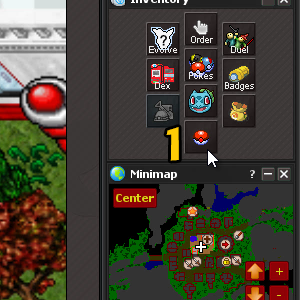 Inventory
Evolve
Order
Duel
Dex
Pokes
Badges
1
Minimap
?
Center